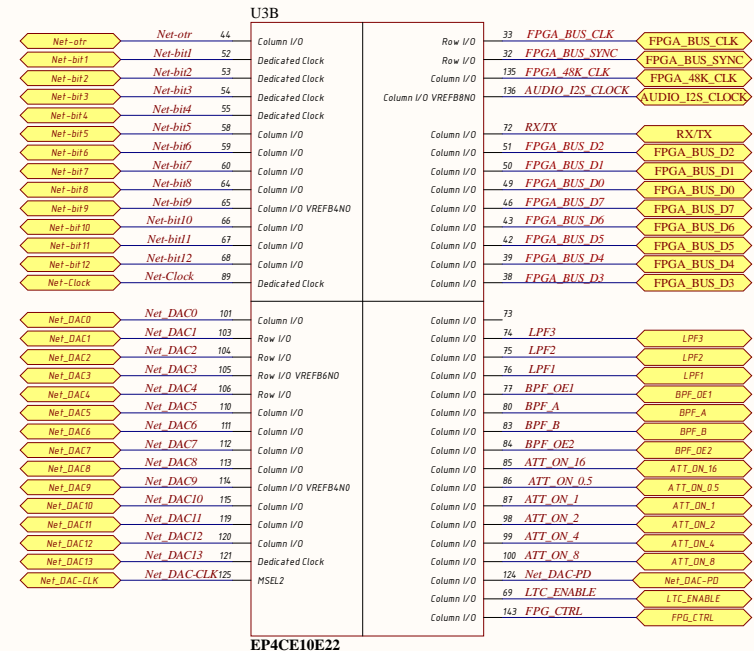 U3B
Net-otr Net-otr 44 Column I/O Row I/O 33 FPGA_BUS_CLK FPGA_BUS_CLK
Net-bit1 Net-bit1 52 Dedicated Clock Row I/O 32 FPGA_BUS_SYNC FPGA_BUS_SYNC
Net-bit2 Net-bit2 53 Dedicated Clock Column I/O 135 FPGA_48K_CLK FPGA_48K_CLK
Net-bit3 Net-bit3 54 Dedicated Clock Column I/O VREFB8N0 136 AUDIO_I2S_CLOCK AUDIO_I2S_CLOCK
Net-bit4 Net-bit4 55 Dedicated Clock
Net-bit5 Net-bit5 58 Column I/O Column I/O 72 RX/TX RX/TX
Net-bit6 Net-bit6 59 Column I/O Column I/O 51 FPGA_BUS_D2 FPGA_BUS_D2
Net-bit7 Net-bit7 60 Column I/O Column I/O 50 FPGA_BUS_D1 FPGA_BUS_D1
Net-bit8 Net-bit8 64 Column I/O Column I/O 49 FPGA_BUS_D0 FPGA_BUS_D0
Net-bit9 Net-bit9 65 Column I/O VREFB4N0 Column I/O 46 FPGA_BUS_D7 FPGA_BUS_D7
Net-bit10 Net-bit10 66 Column I/O Column I/O 43 FPGA_BUS_D6 FPGA_BUS_D6
Net-bit11 Net-bit11 67 Column I/O Column I/O 42 FPGA_BUS_D5 FPGA_BUS_D5
Net-bit12 Net-bit12 68 Column I/O Column I/O 39 FPGA_BUS_D4 FPGA_BUS_D4
Net-Clock Net-Clock 89 Dedicated Clock Column I/O 38 FPGA_BUS_D3 FPGA_BUS_D3
Net_DAC0 Net_DAC0 101 Column I/O Column I/O 73
Net_DAC1 Net_DAC1 103 Row I/O Column I/O 74 LPF3 LPF3
Net_DAC2 Net_DAC2 104 Row I/O Column I/O 75 LPF2 LPF2
Net_DAC3 Net_DAC3 105 Row I/O VREFB6N0 Column I/O 76 LPF1 LPF1
Net_DAC4 Net_DAC4 106 Row I/O Column I/O 77 BPF_OE1 BPF_OE1
Net_DAC5 Net_DAC5 110 Column I/O Column I/O 80 BPF_A BPF_A
Net_DAC6 Net_DAC6 111 Column I/O Column I/O 83 BPF_B BPF_B
Net_DAC7 Net_DAC7 112 Column I/O Column I/O 84 BPF_OE2 BPF_OE2
Net_DAC8 Net_DAC8 113 Column I/O Column I/O 85 ATT_ON_16 ATT_ON_16
Net_DAC9 Net_DAC9 114 Column I/O VREFB4N0 Column I/O 86 ATT_ON_0.5 ATT_ON_0.5
Net_DAC10 Net_DAC10 115 Column I/O Column I/O 87 ATT_ON_1 ATT_ON_1
Net_DAC11 Net_DAC11 119 Column I/O Column I/O 98 ATT_ON_2 ATT_ON_2
Net_DAC12 Net_DAC12 120 Column I/O Column I/O 99 ATT_ON_4 ATT_ON_4
Net_DAC13 Net_DAC13 121 Dedicated Clock Column I/O 100 ATT_ON_8 ATT_ON_8
Net_DAC-CLK Net_DAC-CLK 125 MSEL2 Column I/O 124 Net_DAC-PD Net_DAC-PD
Column I/O 69 LTC_ENABLE LTC_ENABLE
Column I/O 143 FPG_CTRL FPG_CTRL
EP4CE10E22